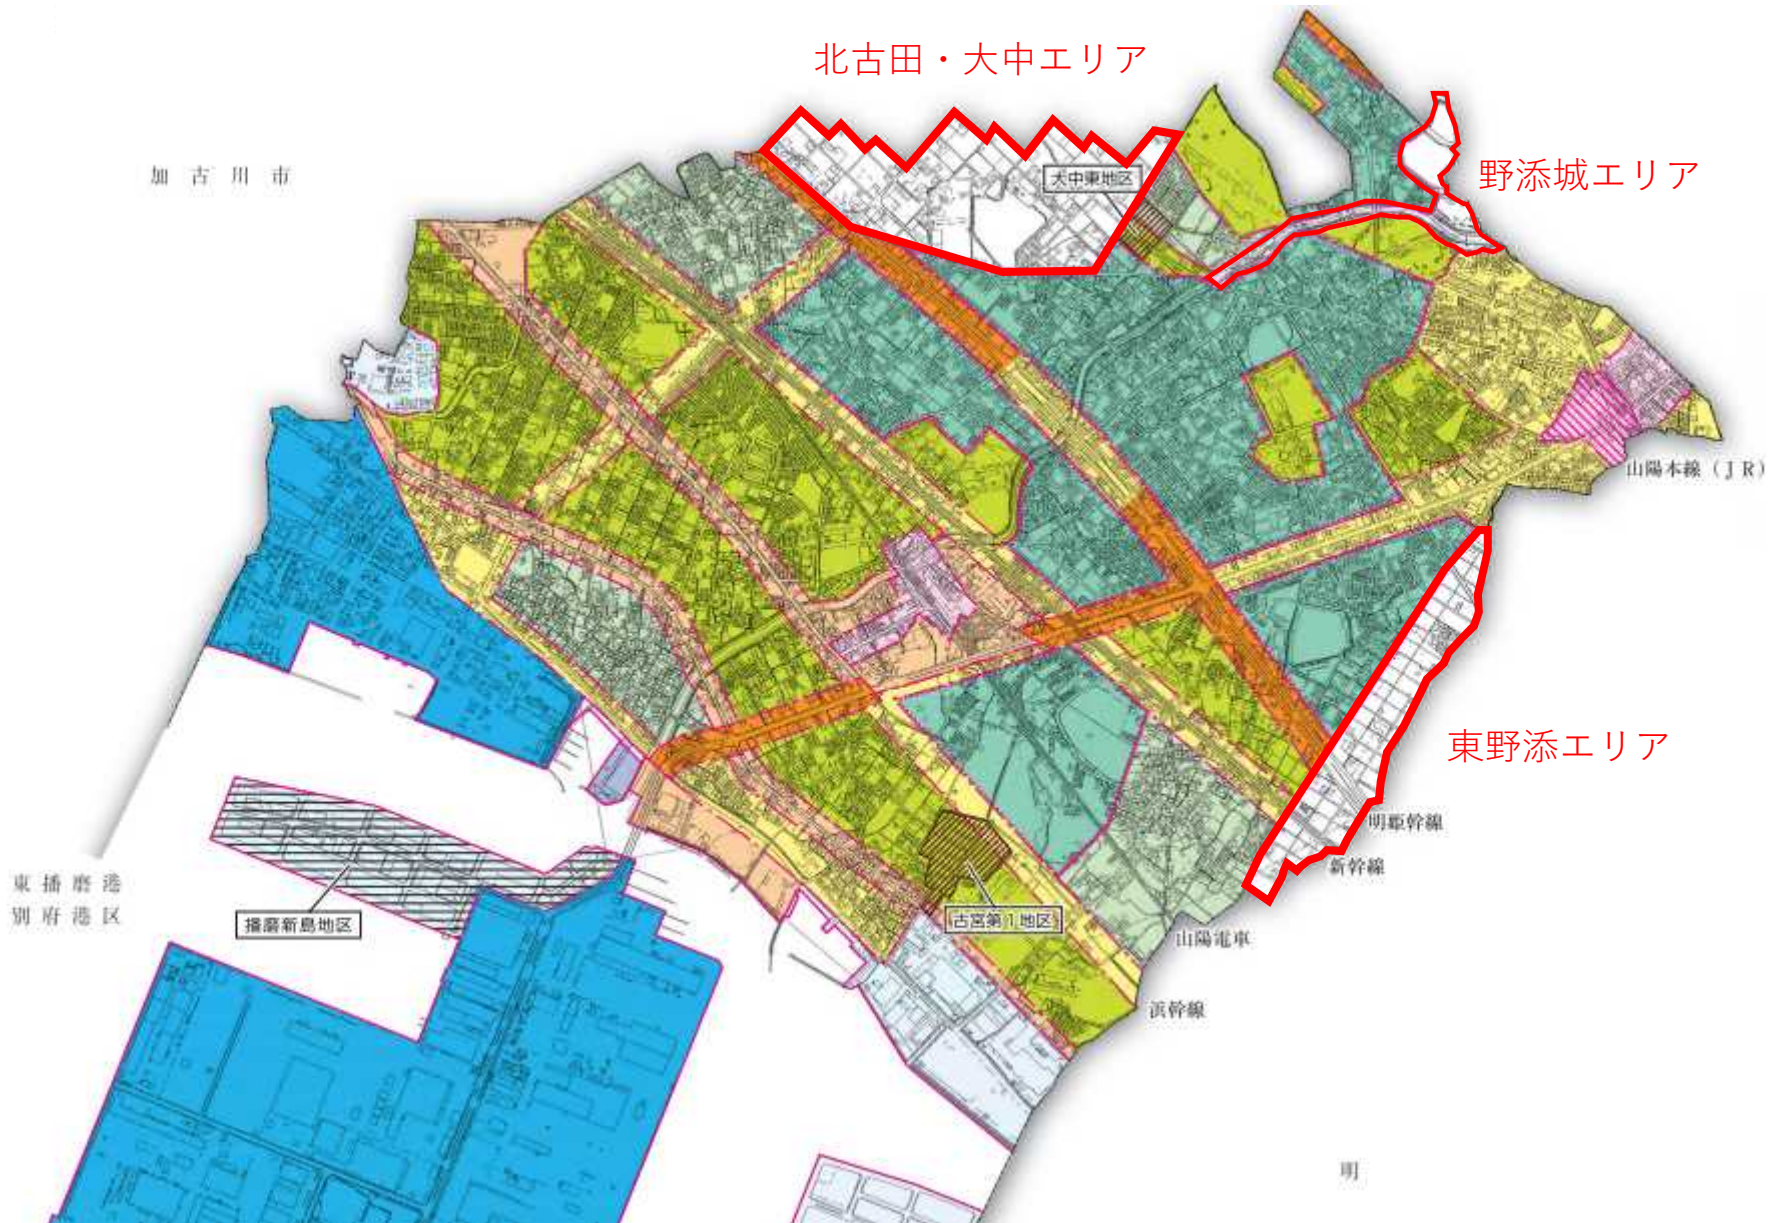 北古田・大中エリア
加古川市
大中東地区
野添城エリア
山陽本線（JR）
東野添エリア
明姫幹線
新幹線
東播磨港
別府港区
播磨新島地区
古宮第1地区
山陽電車
浜幹線
明